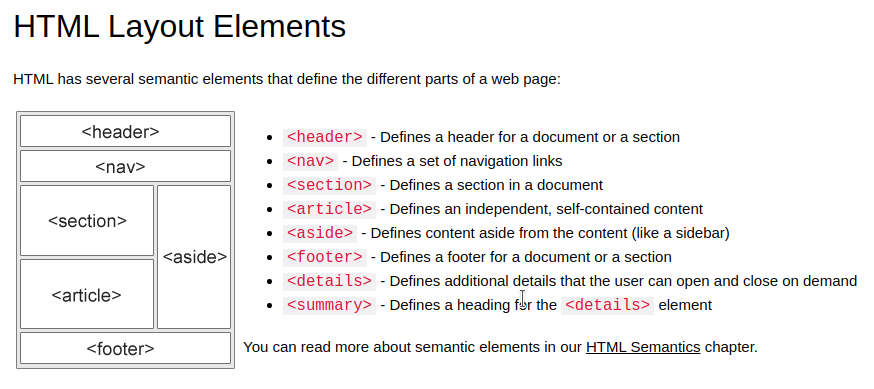 HTML Layout Elements
HTML has several semantic elements that define the different parts of a web page:
<header>
<nav>
<section>
<aside>
<article>
<footer>
<header> - Defines a header for a document or a section
<nav> - Defines a set of navigation links
<section> - Defines a section in a document
<article> - Defines an independent, self-contained content
<aside> - Defines content aside from the content (like a sidebar)
<footer> - Defines a footer for a document or a section
<details> - Defines additional details that the user can open and close on demand
<summary> - Defines a heading for the <details> element
You can read more about semantic elements in our HTML Semantics chapter.